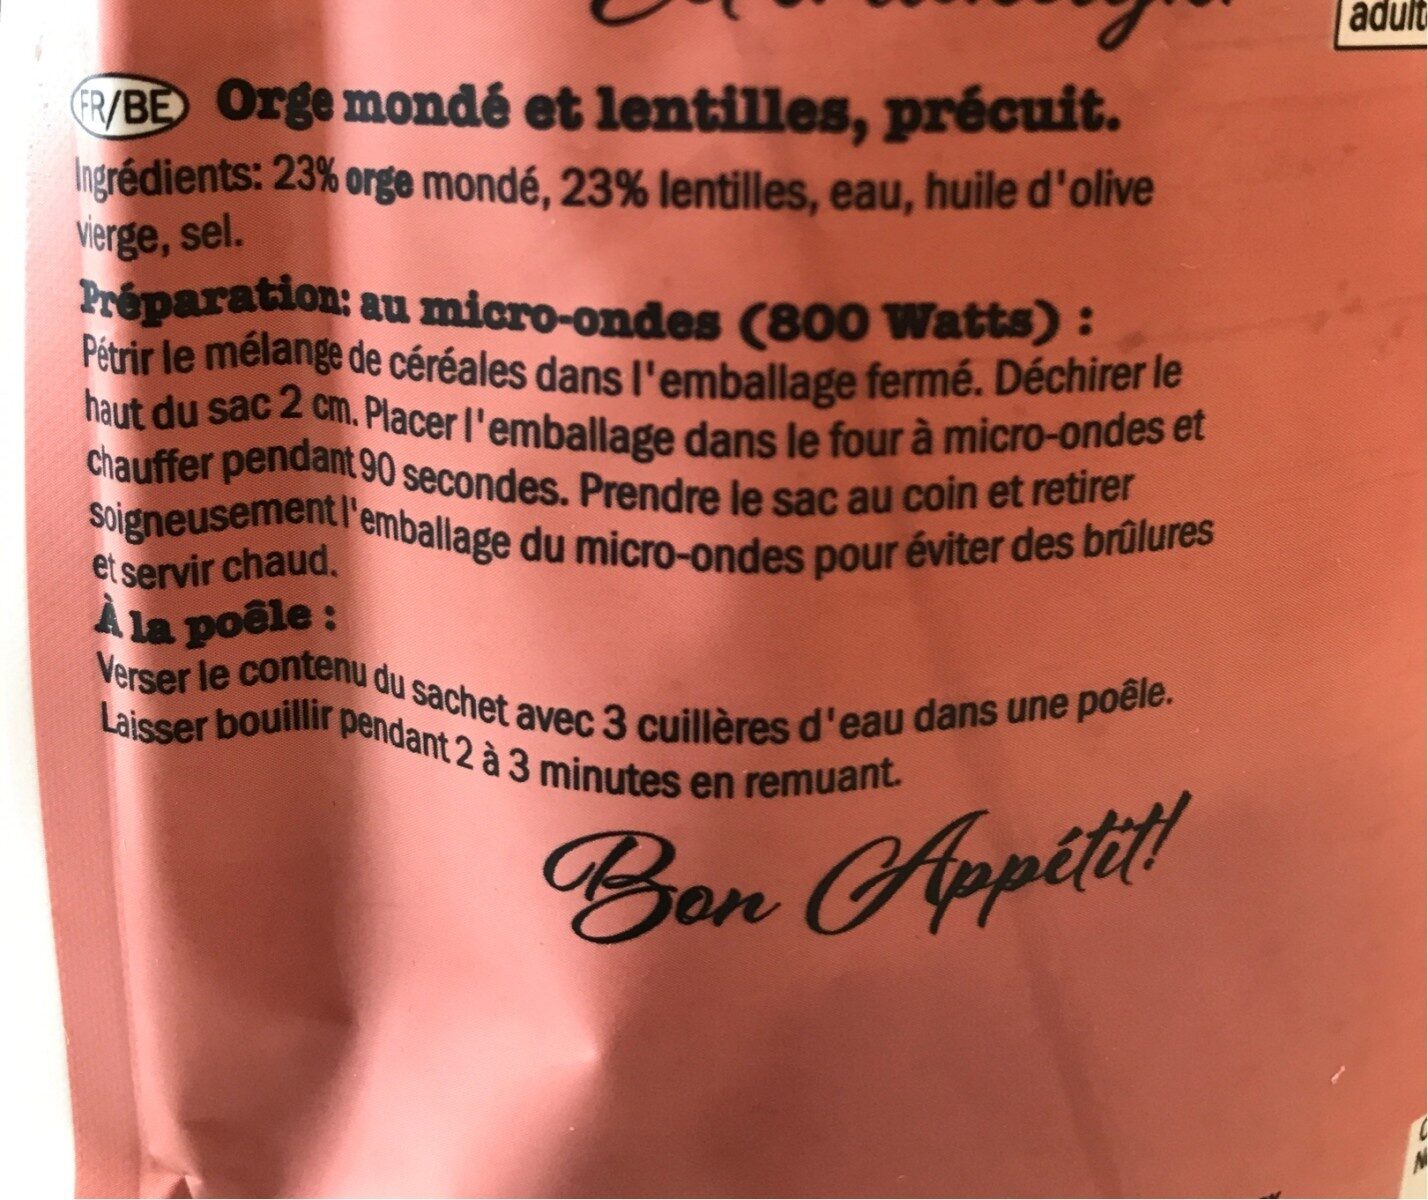 adult
FR/BE Orge mondé et lentilles, précuit.
Ingrédients: 23% orge mondé, 23% lentilles, eau, huile d'olive
vierge, sel.
Préparation: au micro-ondes (800 Watts) :
Pétrir le mélange de céréales dans l'emballage fermé. Déchirer le
haut du sac 2 cm. Placer l'emballage dans le four à micro-ondes et
chauffer pendant 90 secondes. Prendre le sac au coin et retirer
soigneusement l'emballage du micro-ondes pour éviter des brûlures
et servir chaud.
À la poêle :
Verser le contenu du sachet avec 3 cuillères d'eau dans une poêle.
Laisser bouillir pendant 2 à 3 minutes en remuant.
Bon Appétit!